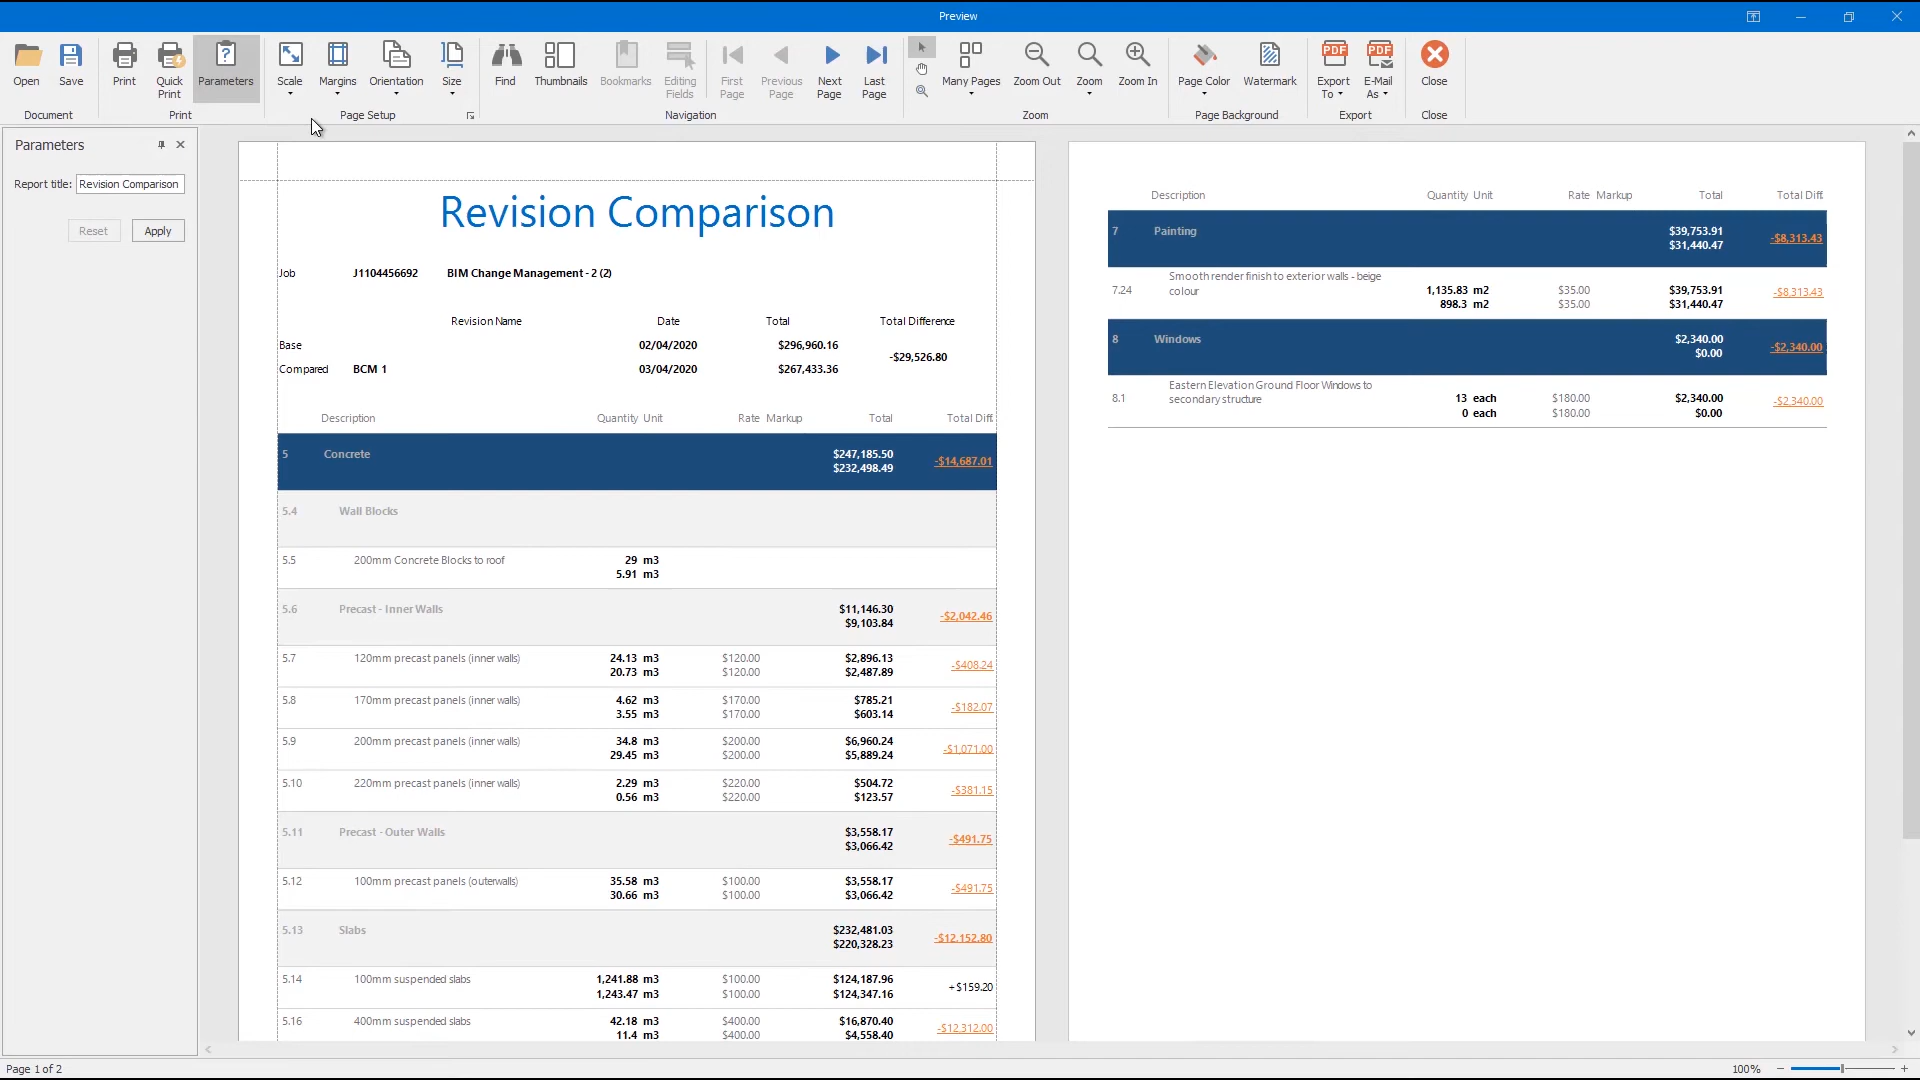 Preview
Open
Save
Print
Quick Print
Parameters
Scale
Margins
Orientation
Size
Find
Thumbnails
Bookmarks
Editing Fields
First Page
Previous Page
Next Page
Last Page
Many Pages
Zoom Out
Zoom
Zoom In
Page Color
Watermark
PDF
Export To
PDF
E-Mail As
Close
Document
Print
Page Setup
Navigation
Zoom
Page Background
Export
Close
Parameters
Report title: Revision Comparison
Reset
Apply
Revision Comparison
Job J1104456692 BIM Change Management - 2 (2)
Revision Name Date Total Total Difference
Base 02/04/2020 $296,960.16
-$29,526.80
Compared BCM 1 03/04/2020 $267,433.36
Description Quantity Unit Rate Markup Total Total Diff.
5 Concrete $247,185.50
$232,498.49
-$14,687.01
5.4 Wall Blocks
5.5 200mm Concrete Blocks to roof 29 m3
5.91 m3
5.6 Precast - Inner Walls $11,146.30
$9,103.84
-$2,042.46
5.7 120mm precast panels (inner walls) 24.13 m3 $120.00 $2,896.13
20.73 m3 $120.00 $2,487.89
-$408.24
5.8 170mm precast panels (inner walls) 4.62 m3 $170.00 $785.21
3.55 m3 $170.00 $603.14
-$182.07
5.9 200mm precast panels (inner walls) 34.8 m3 $200.00 $6,960.24
29.45 m3 $200.00 $5,889.24
-$1,071.00
5.10 220mm precast panels (inner walls) 2.29 m3 $220.00 $504.72
0.56 m3 $220.00 $123.57
-$381.15
5.11 Precast - Outer Walls $3,558.17
$3,066.42
-$491.75
5.12 100mm precast panels (outerwalls) 35.58 m3 $100.00 $3,558.17
30.66 m3 $100.00 $3,066.42
-$491.75
5.13 Slabs $232,481.03
$220,328.23
-$12,152.80
5.14 100mm suspended slabs 1,241.88 m3 $100.00 $124,187.96
1,243.47 m3 $100.00 $124,347.16
+$159.20
5.16 400mm suspended slabs 42.18 m3 $400.00 $16,870.40
11.4 m3 $400.00 $4,558.40
-$12,312.00
Description Quantity Unit Rate Markup Total Total Diff.
7 Painting $39,753.91
$31,440.47
-$8,313.43
Smooth render finish to exterior walls - beige
7.24 colour 1,135.83 m2 $35.00 $39,753.91
898.3 m2 $35.00 $31,440.47
-$8,313.43
8 Windows $2,340.00
$0.00
-$2,340.00
Eastern Elevation Ground Floor Windows to
8.1 secondary structure 13 each $180.00 $2,340.00
0 each $180.00 $0.00
-$2,340.00
Page 1 of 2
100%